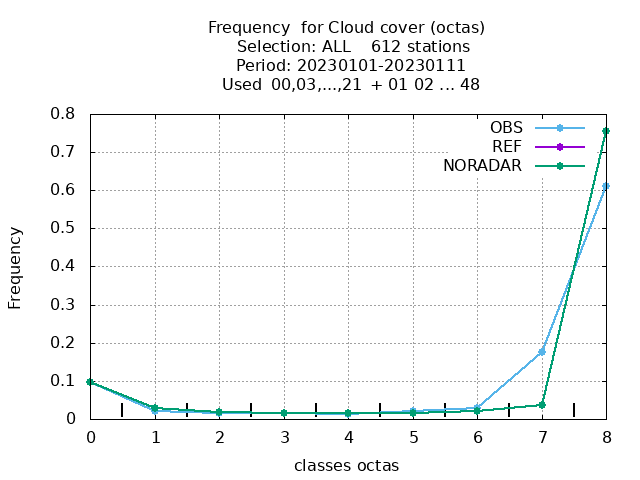 Frequency  for Cloud cover (octas)
Selection: ALL    612 stations
Period: 20230101-20230111
Used  00,03,...,21  + 01 02 ... 48
OBS
REF
NORADAR
0.8
0.7
0.6
0.5
0.4
0.3
0.2
0.1
0
Frequency
0 1 2 3 4 5 6 7 8
classes octas